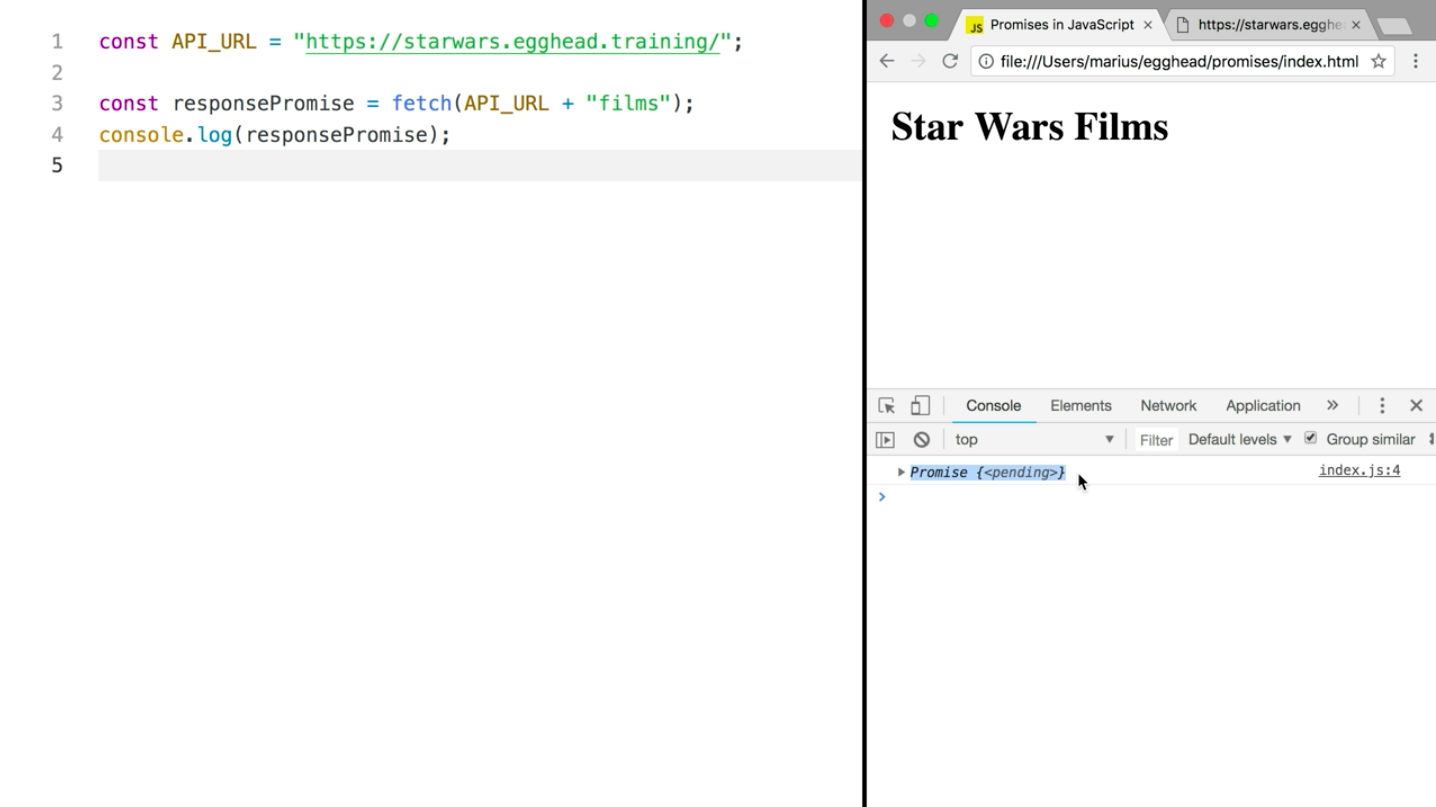 1 const API_URL = "https://starwars.egghead.training/";
2
3 const responsePromise = fetch(API_URL + "films");
4 console.log(responsePromise);
5
JS Promises in JavaScript × https://starwars.egghe ×
file:///Users/marius/egghead/promises/index.html
Star Wars Films
Console Elements Network Application »
top ▼ Filter Default levels ▼ Group similar
▶ Promise {<pending>} index.js:4
>